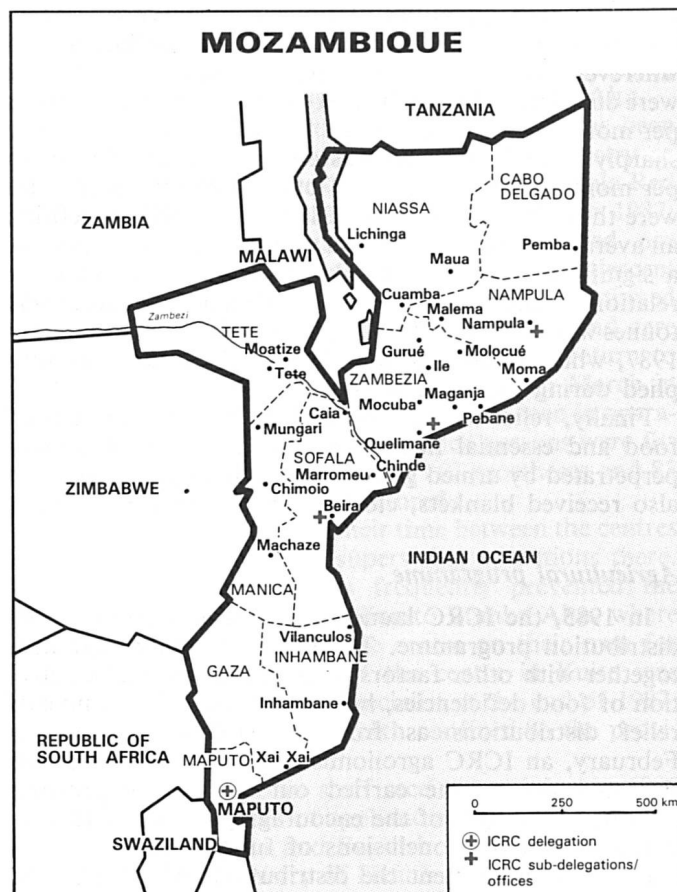 MOZAMBIQUE
TANZANIA
CABO
DELGADO
NIASSA
ZAMBIA
Lichinga
Pemba
MALAWI
Maua
NAMPULA
Cuamba
Malema
Zambezi
Nampula
TETE
Moatize
Gurué
Molocué
Tete
Ile
Moma
ZAMBEZIA
Maganja
Caia
Mocuba
Pebane
Mungari
Quelimane
SOFALA
Chinde
Marromeu
ZIMBABWE
Chimoio
Beira
INDIAN OCEAN
Machaze
MANICA
Vilanculos
INHAMBANE
GAZA
Inhambane
REPUBLIC OF
SOUTH AFRICA
MAPUTO
Xai Xai
MAPUTO
SWAZILAND
0 250 500 km
ICRC delegation
ICRC sub-delegations/
offices